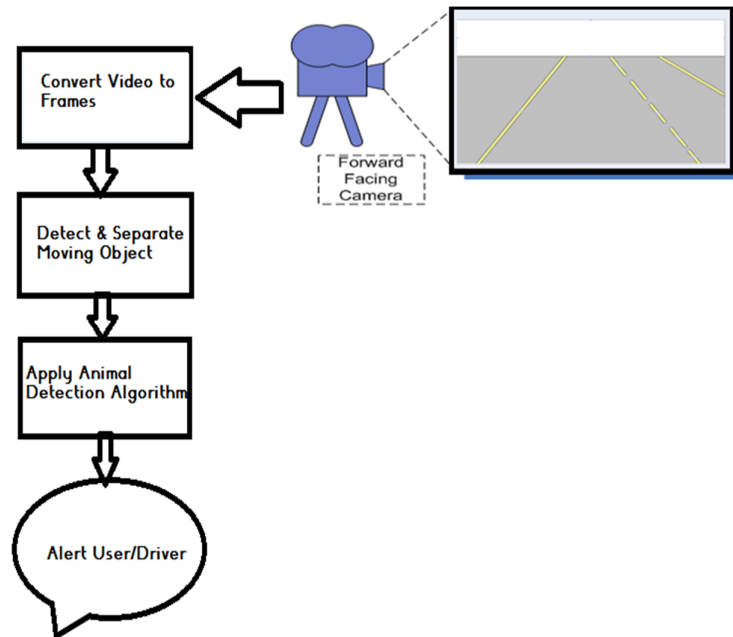 Convert Video to
Frames
Forward
Facing
Camera
Detect & Separate
Moving Object
Apply Animal
Detection Algorithm
Alert User/Driver